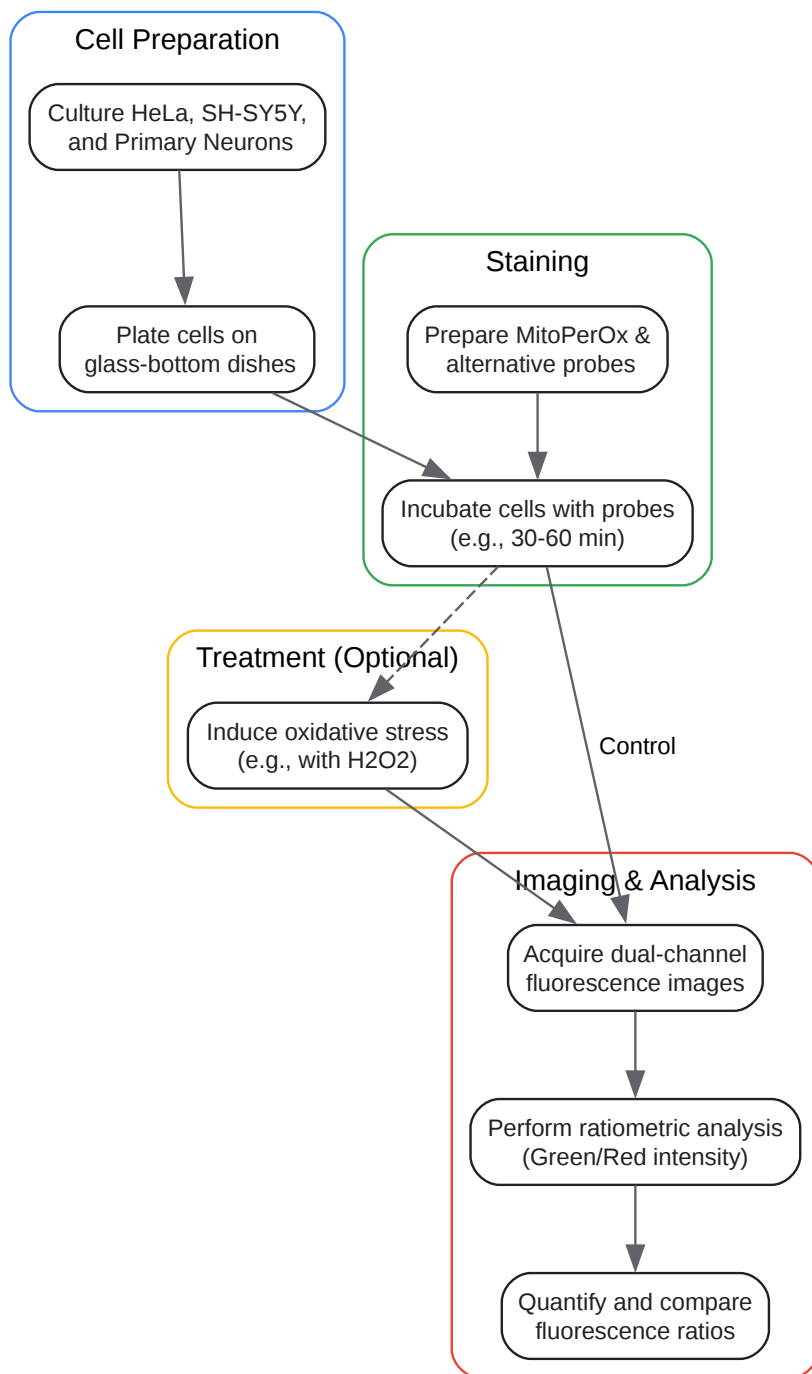 Cell Preparation
Culture HeLa, SH-SY5Y,
and Primary Neurons
Plate cells on
glass-bottom dishes
Staining
Prepare MitoPerOx &
alternative probes
Incubate cells with probes
(e.g., 30-60 min)
Treatment (Optional)
Induce oxidative stress
(e.g., with H2O2)
Control
Imaging & Analysis
Acquire dual-channel
fluorescence images
Perform ratiometric analysis
(Green/Red intensity)
Quantify and compare
fluorescence ratios